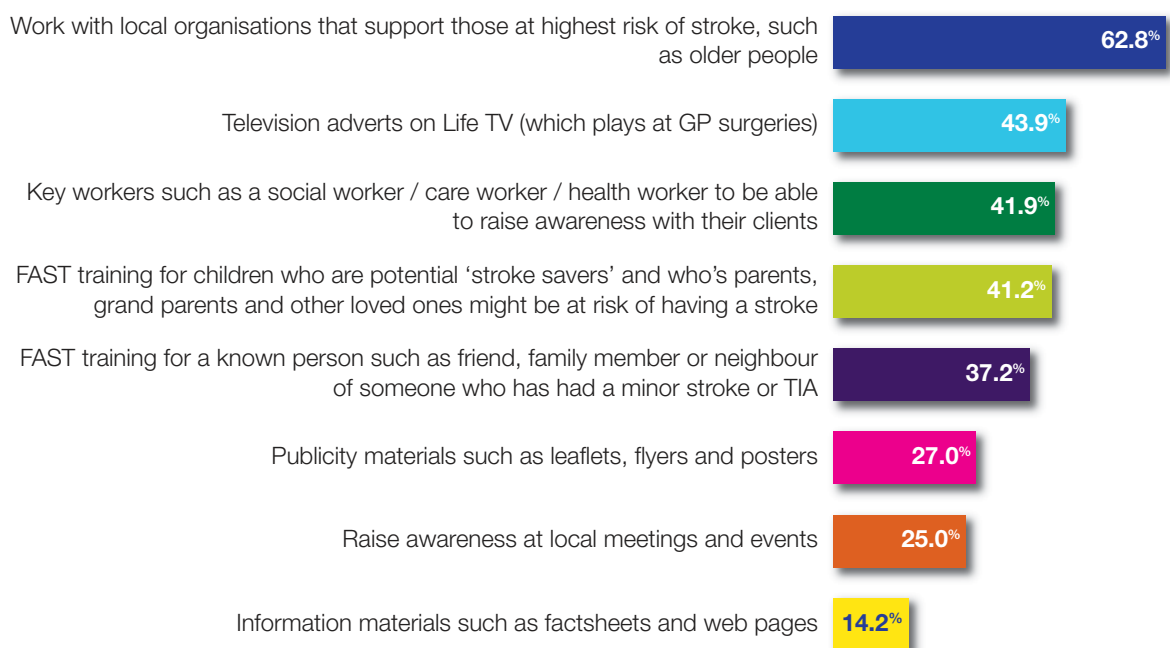 Work with local organisations that support those at highest risk of stroke, such
as older people
62.8%
Television adverts on Life TV (which plays at GP surgeries)
43.9%
Key workers such as a social worker / care worker / health worker to be able
to raise awareness with their clients
41.9%
FAST training for children who are potential ‘stroke savers’ and who’s parents,
grand parents and other loved ones might be at risk of having a stroke
41.2%
FAST training for a known person such as friend, family member or neighbour
of someone who has had a minor stroke or TIA
37.2%
Publicity materials such as leaflets, flyers and posters
27.0%
Raise awareness at local meetings and events
25.0%
Information materials such as factsheets and web pages
14.2%